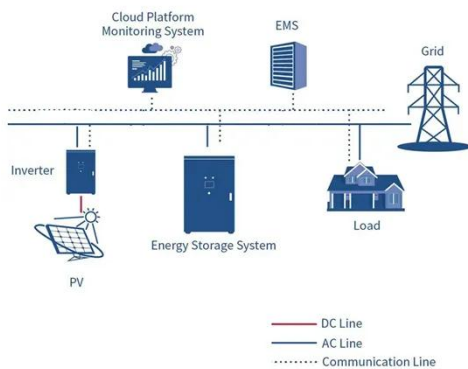 Cloud Platform
Monitoring System
EMS
Grid
Inverter
Energy Storage System
Load
PV
DC Line
AC Line
Communication Line